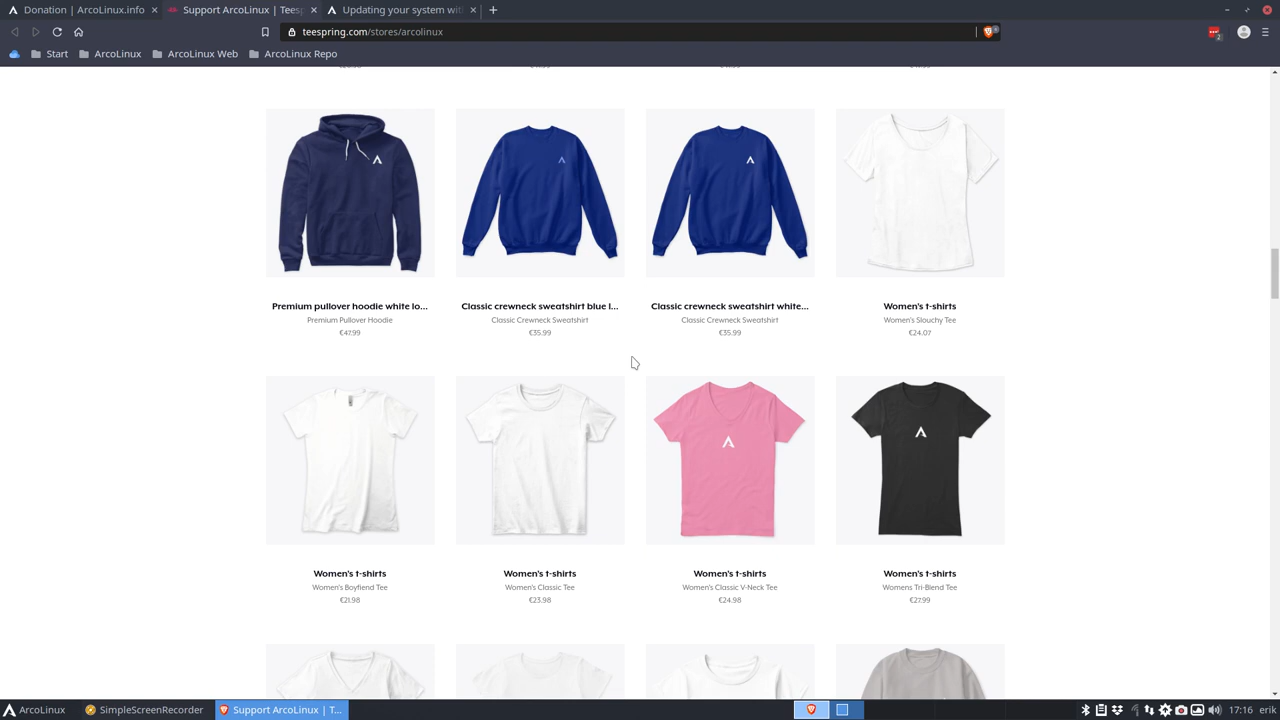 Donation | ArcoLinux.info
Support ArcoLinux | Teesp
Updating your system wit
teespring.com/stores/arcolinux
2
Start
ArcoLinux
ArcoLinux Web
ArcoLinux Repo
Premium pullover hoodie white lo...
Premium Pullover Hoodie
€47.99
Classic crewneck sweatshirt blue l...
Classic Crewneck Sweatshirt
€35.99
Classic crewneck sweatshirt white...
Classic Crewneck Sweatshirt
€35.99
Women's t-shirts
Women's Slouchy Tee
€24.07
Women's t-shirts
Women's Boyfiend Tee
€21.98
Women's t-shirts
Women's Classic Tee
€23.98
Women's t-shirts
Women's Classic V-Neck Tee
€24.98
Women's t-shirts
Womens Tri-Blend Tee
€27.99
ArcoLinux
SimpleScreenRecorder
Support ArcoLinux | T...
17:16
erik